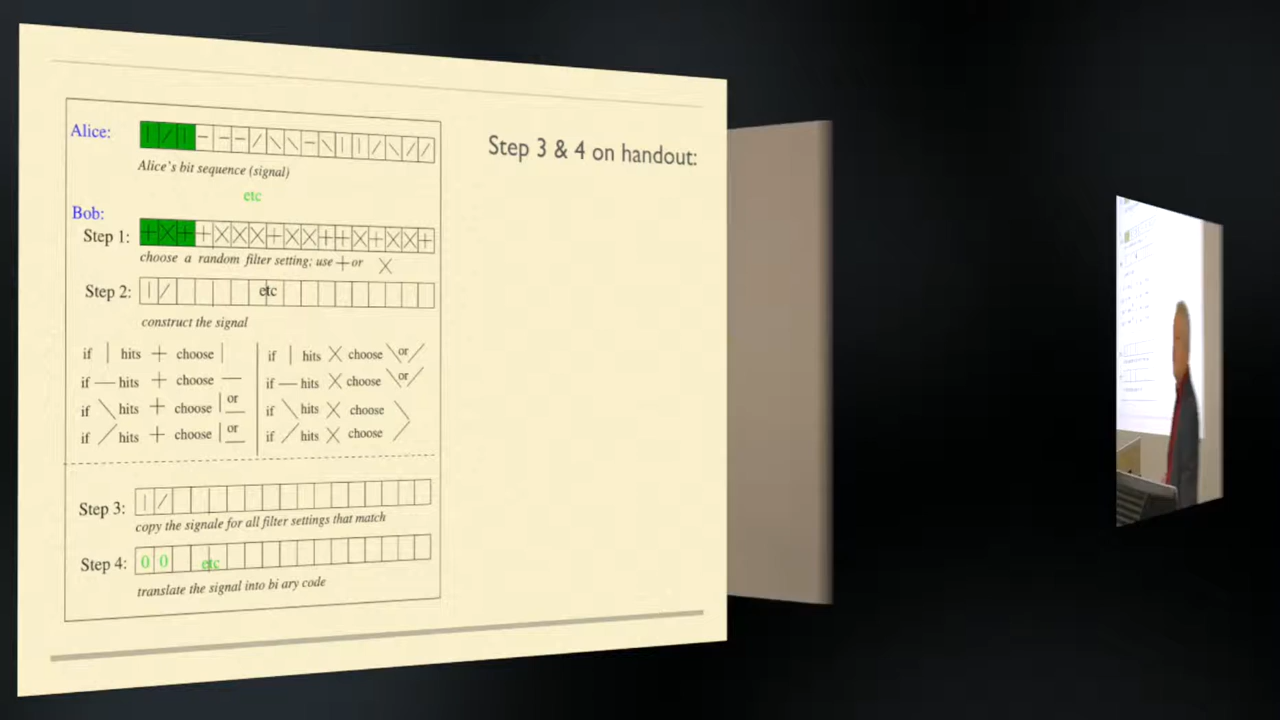 Step 3 & 4 on handout:
Alice:
Alice's bit sequence (signal)
etc
Bob:
Step 1:
choose a random filter setting; use + or ×
Step 2: | / etc
construct the signal
if | hits + choose |
if — hits + choose —
if \ hits + choose | or —
if / hits + choose | or —
if | hits × choose \ or /
if — hits × choose \ or /
if \ hits × choose \
if / hits × choose /
Step 3: | /
copy the signale for all filter settings that match
Step 4: 0 0 etc
translate the signal into bi ary code